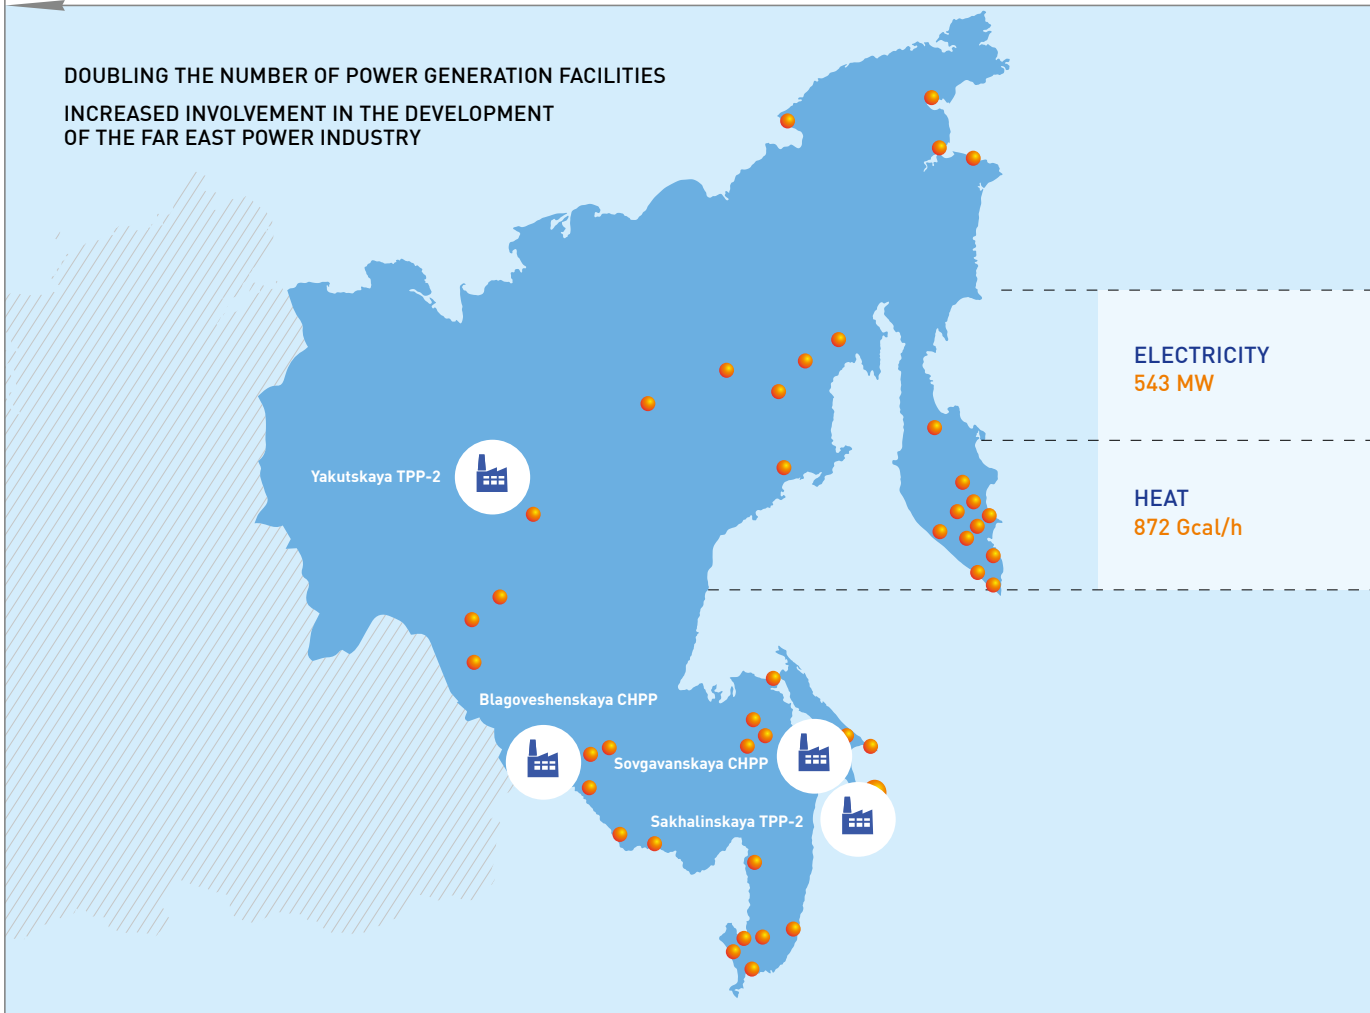 DOUBLING THE NUMBER OF POWER GENERATION FACILITIES
INCREASED INVOLVEMENT IN THE DEVELOPMENT
OF THE FAR EAST POWER INDUSTRY
ELECTRICITY
543 MW
HEAT
872 Gcal/h
Yakutskaya TPP-2
Blagoveshenskaya CHPP
Sovgavanskaya CHPP
Sakhalinskaya TPP-2